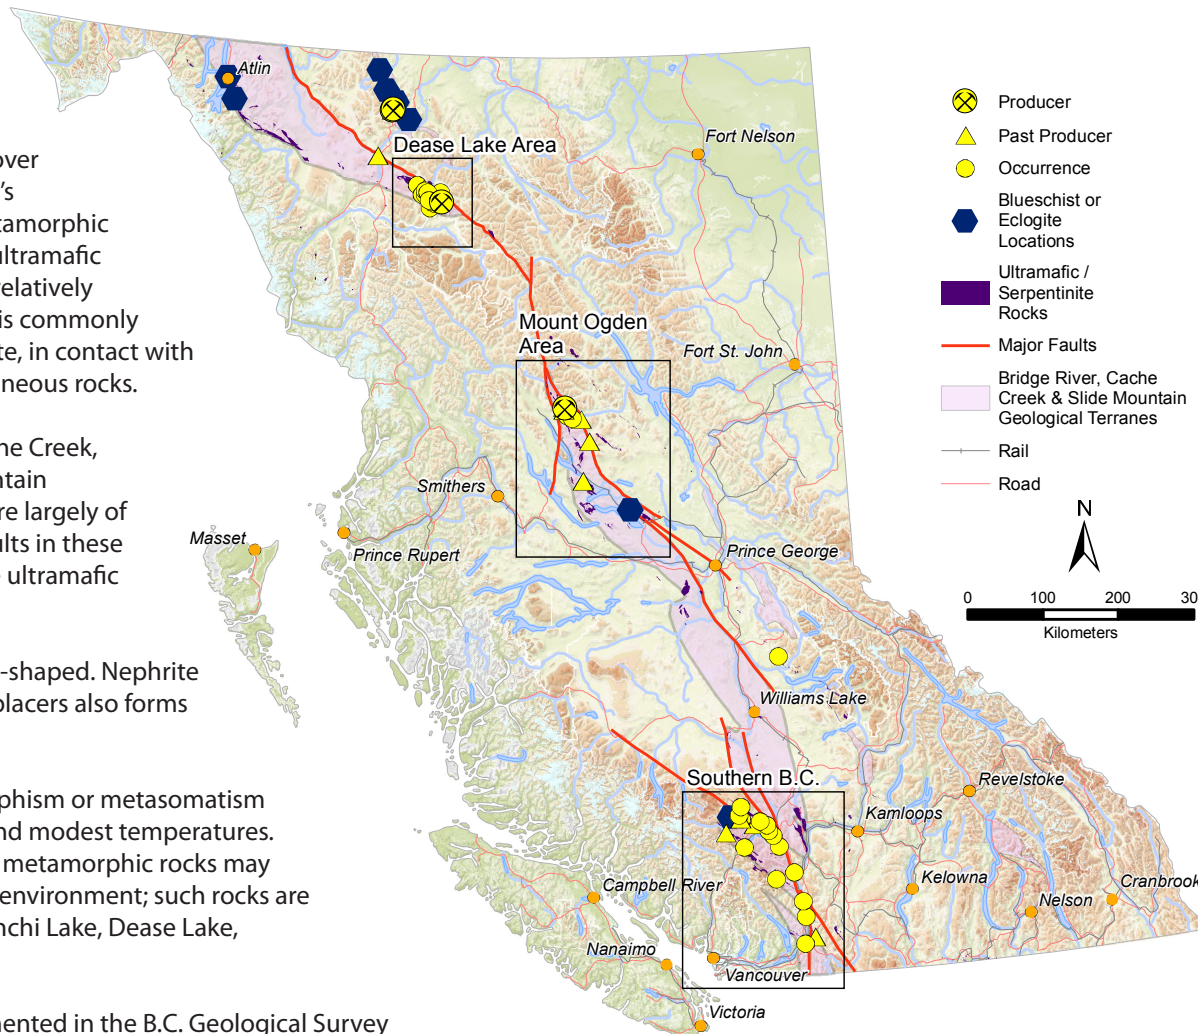 over
's
tamorphic
ultramafic
relatively
is commonly
te, in contact with
neous rocks.
ne Creek,
ntain
re largely of
ults in these
e ultramafic
-shaped. Nephrite
placers also forms
phism or metasomatism
nd modest temperatures.
metamorphic rocks may
environment; such rocks are
nchi Lake, Dease Lake,
ented in the B.C. Geological Survey
Atlin
Dease Lake Area
Fort Nelson
Mount Ogden
Area
Fort St. John
Smithers
Masset
Prince Rupert
Prince George
Williams Lake
Southern B.C.
Revelstoke
Kamloops
Campbell River
Kelowna
Cranbrook
Nelson
Nanaimo
Vancouver
Victoria
Producer
Past Producer
Occurrence
Blueschist or
Eclogite
Locations
Ultramafic /
Serpentinite
Rocks
Major Faults
Bridge River, Cache
Creek & Slide Mountain
Geological Terranes
Rail
Road
N
0 100 200 30
Kilometers